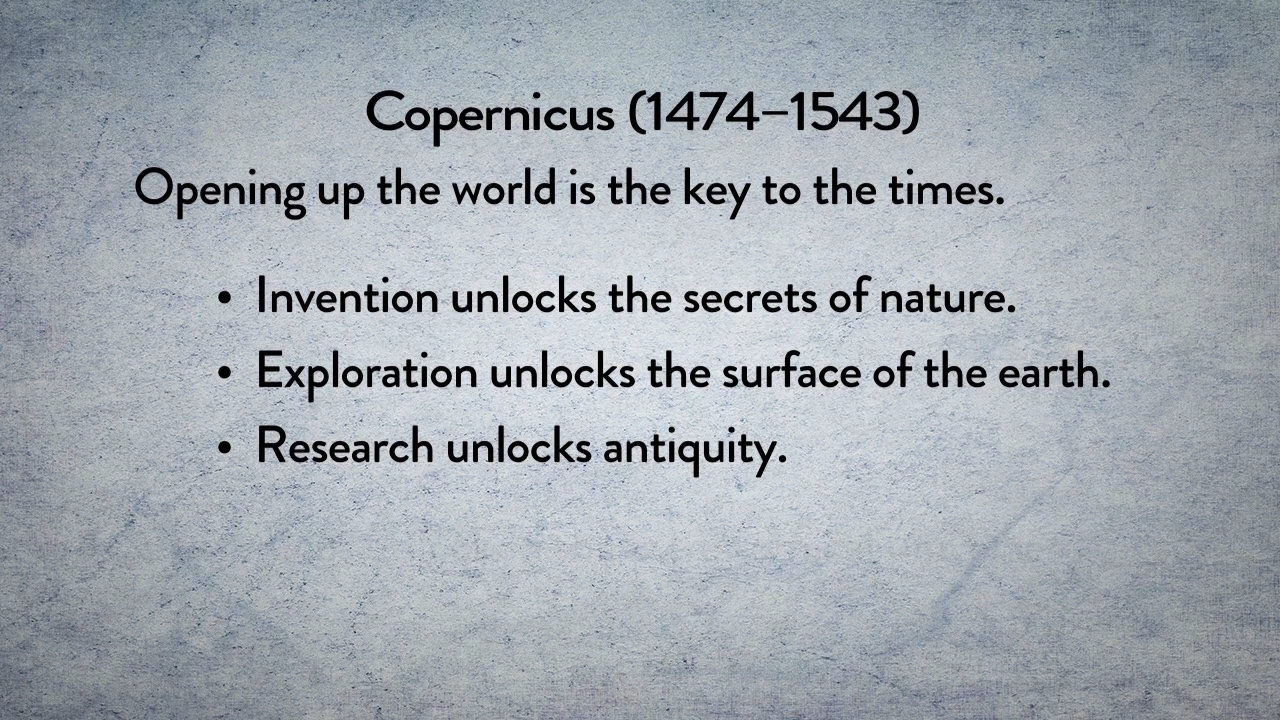 Copernicus (1474–1543)
Opening up the world is the key to the times.
• Invention unlocks the secrets of nature.
• Exploration unlocks the surface of the earth.
• Research unlocks antiquity.